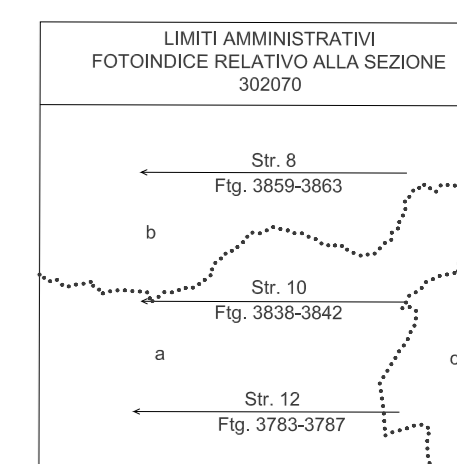 LIMITI AMMINISTRATIVI
FOTOINDICE RELATIVO ALLA SEZIONE
302070
Str. 8
Ftg. 3859-3863
b
Str. 10
Ftg. 3838-3842
a
c
Str. 12
Ftg. 3783-3787